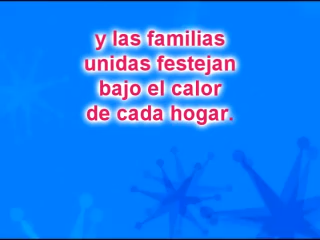 y las familias
unidas festejan
bajo el calor
de cada hogar.